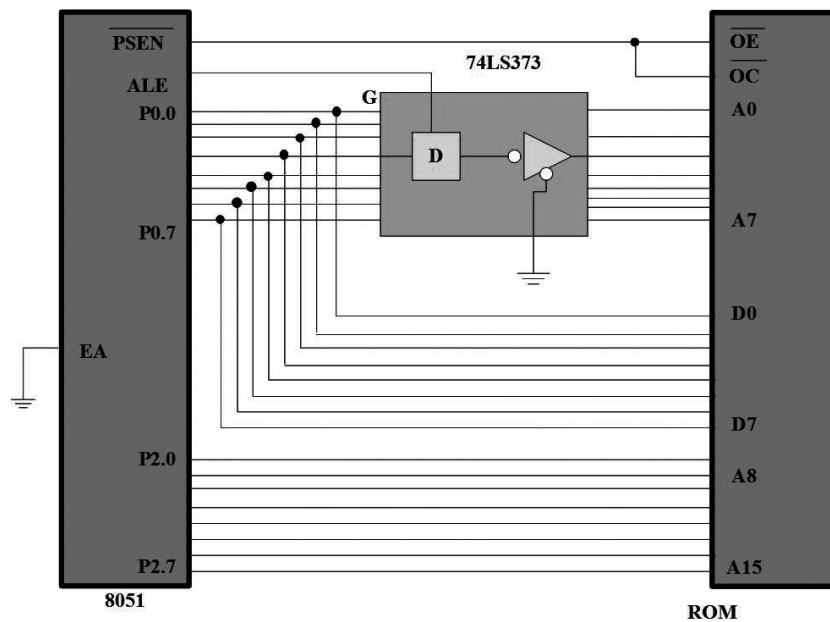 PSEN
OE
74LS373
ALE
OC
G
P0.0
A0
D
P0.7
A7
D0
EA
D7
P2.0
A8
P2.7
A15
8051
ROM